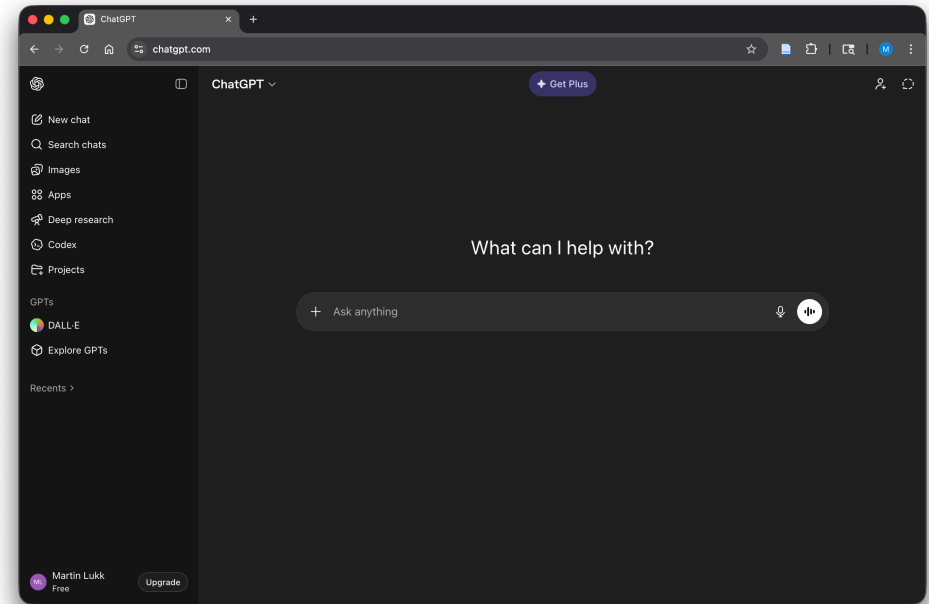 ChatGPT
chatgpt.com
M
ChatGPT
Get Plus
New chat
Search chats
Images
Apps
Deep research
Codex
Projects
GPTs
DALL·E
Explore GPTs
Recents
What can I help with?
Ask anything
ML
Martin Lukk
Free
Upgrade